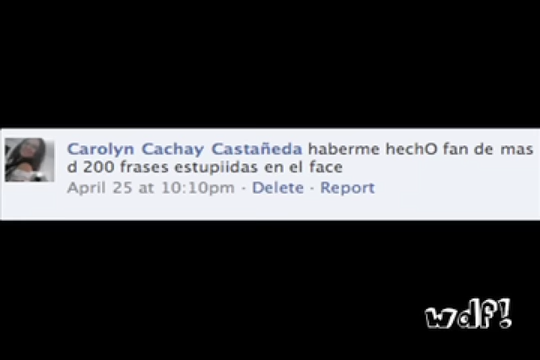 Carolyn Cachay Castañeda haberme hechO fan de mas
d 200 frases estupiidas en el face
April 25 at 10:10pm · Delete · Report
wdf!